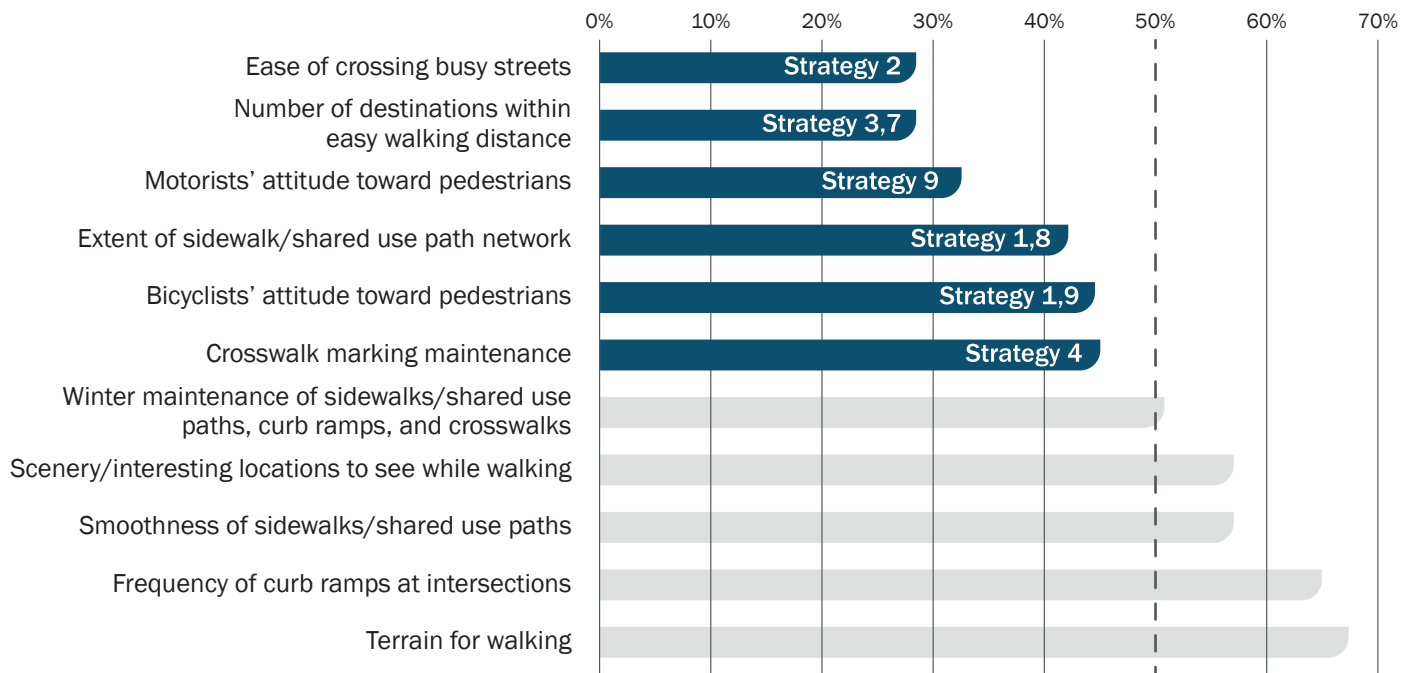 0% 10% 20% 30% 40% 50% 60% 70%
Ease of crossing busy streets
Strategy 2
Number of destinations within
easy walking distance
Strategy 3,7
Motorists’ attitude toward pedestrians
Strategy 9
Extent of sidewalk/shared use path network
Strategy 1,8
Bicyclists’ attitude toward pedestrians
Strategy 1,9
Crosswalk marking maintenance
Strategy 4
Winter maintenance of sidewalks/shared use
paths, curb ramps, and crosswalks
Scenery/interesting locations to see while walking
Smoothness of sidewalks/shared use paths
Frequency of curb ramps at intersections
Terrain for walking